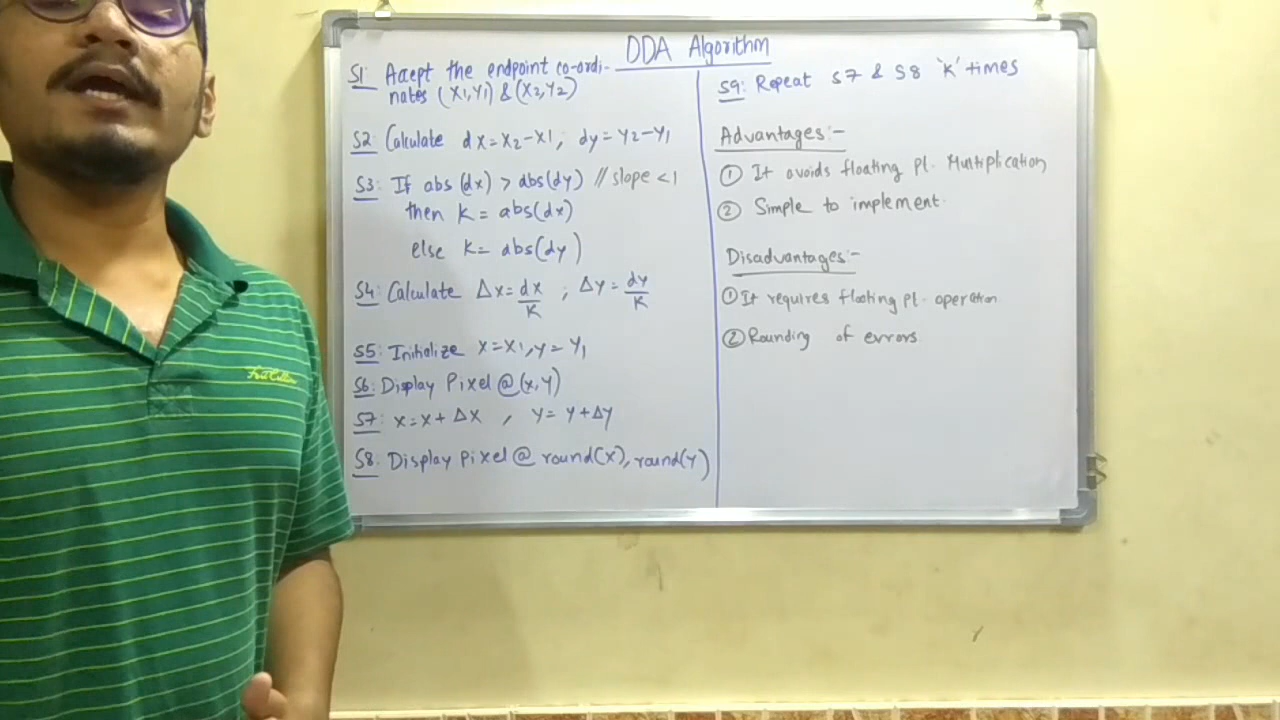 DDA Algorithm
S1: Accept the endpoint co-ordi-
nates (X1,Y1) & (X2,Y2)
S2: Calculate dx = X2-X1, dy = Y2-Y1
S3: If abs (dx) > abs(dy) // slope < 1
then K = abs(dx)
else K = abs(dy)
S4: Calculate Δx = dx/K ; Δy = dy/K
S5: Initialize X = X1, Y = Y1
S6: Display Pixel @ (x,y)
S7: X = X + ΔX , Y = Y + ΔY
S8: Display Pixel @ round(X), round(Y)
S9: Repeat S7 & S8 'K' times
Advantages:-
① It avoids floating pt. Multiplication
② Simple to implement.
Disadvantages:-
① It requires floating pt. operation.
② Rounding of errors.